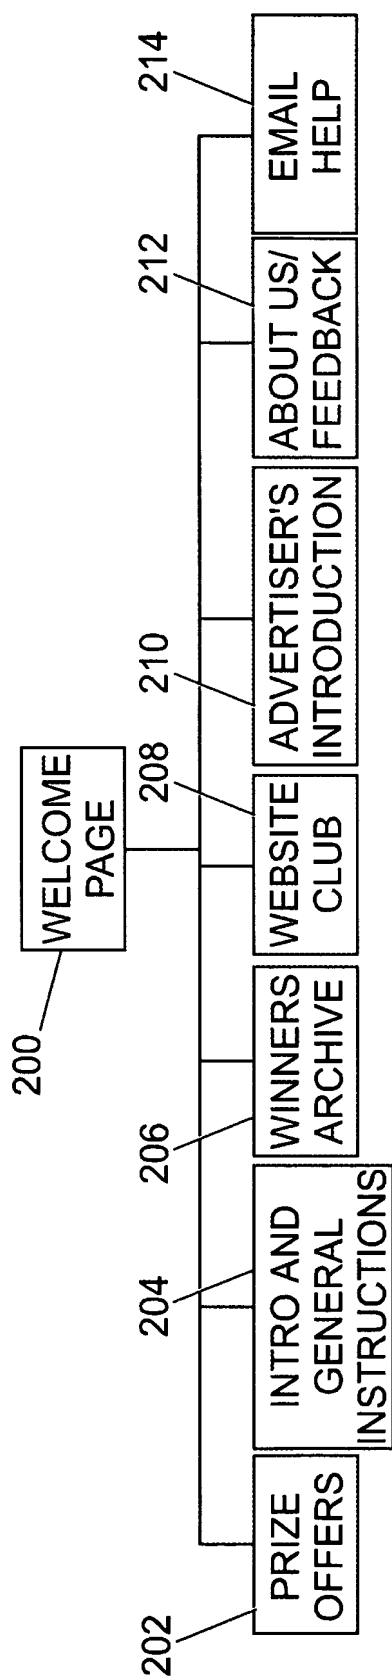 200
WELCOME
PAGE
202
PRIZE
OFFERS
204
INTRO AND
GENERAL
INSTRUCTIONS
206
WINNERS
ARCHIVE
208
WEBSITE
CLUB
210
ADVERTISER'S
INTRODUCTION
212
ABOUT US/
FEEDBACK
214
EMAIL
HELP